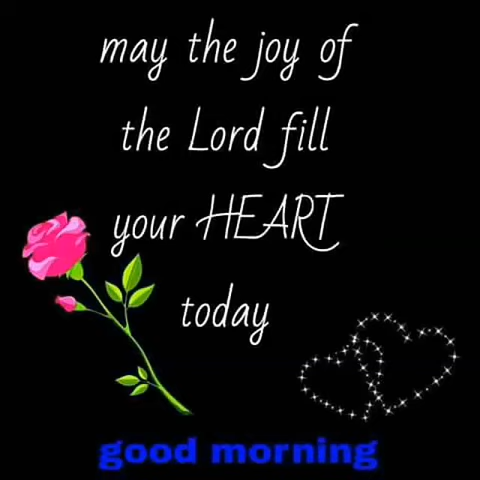 may the joy of
the Lord fill
your HEART
today
good morning